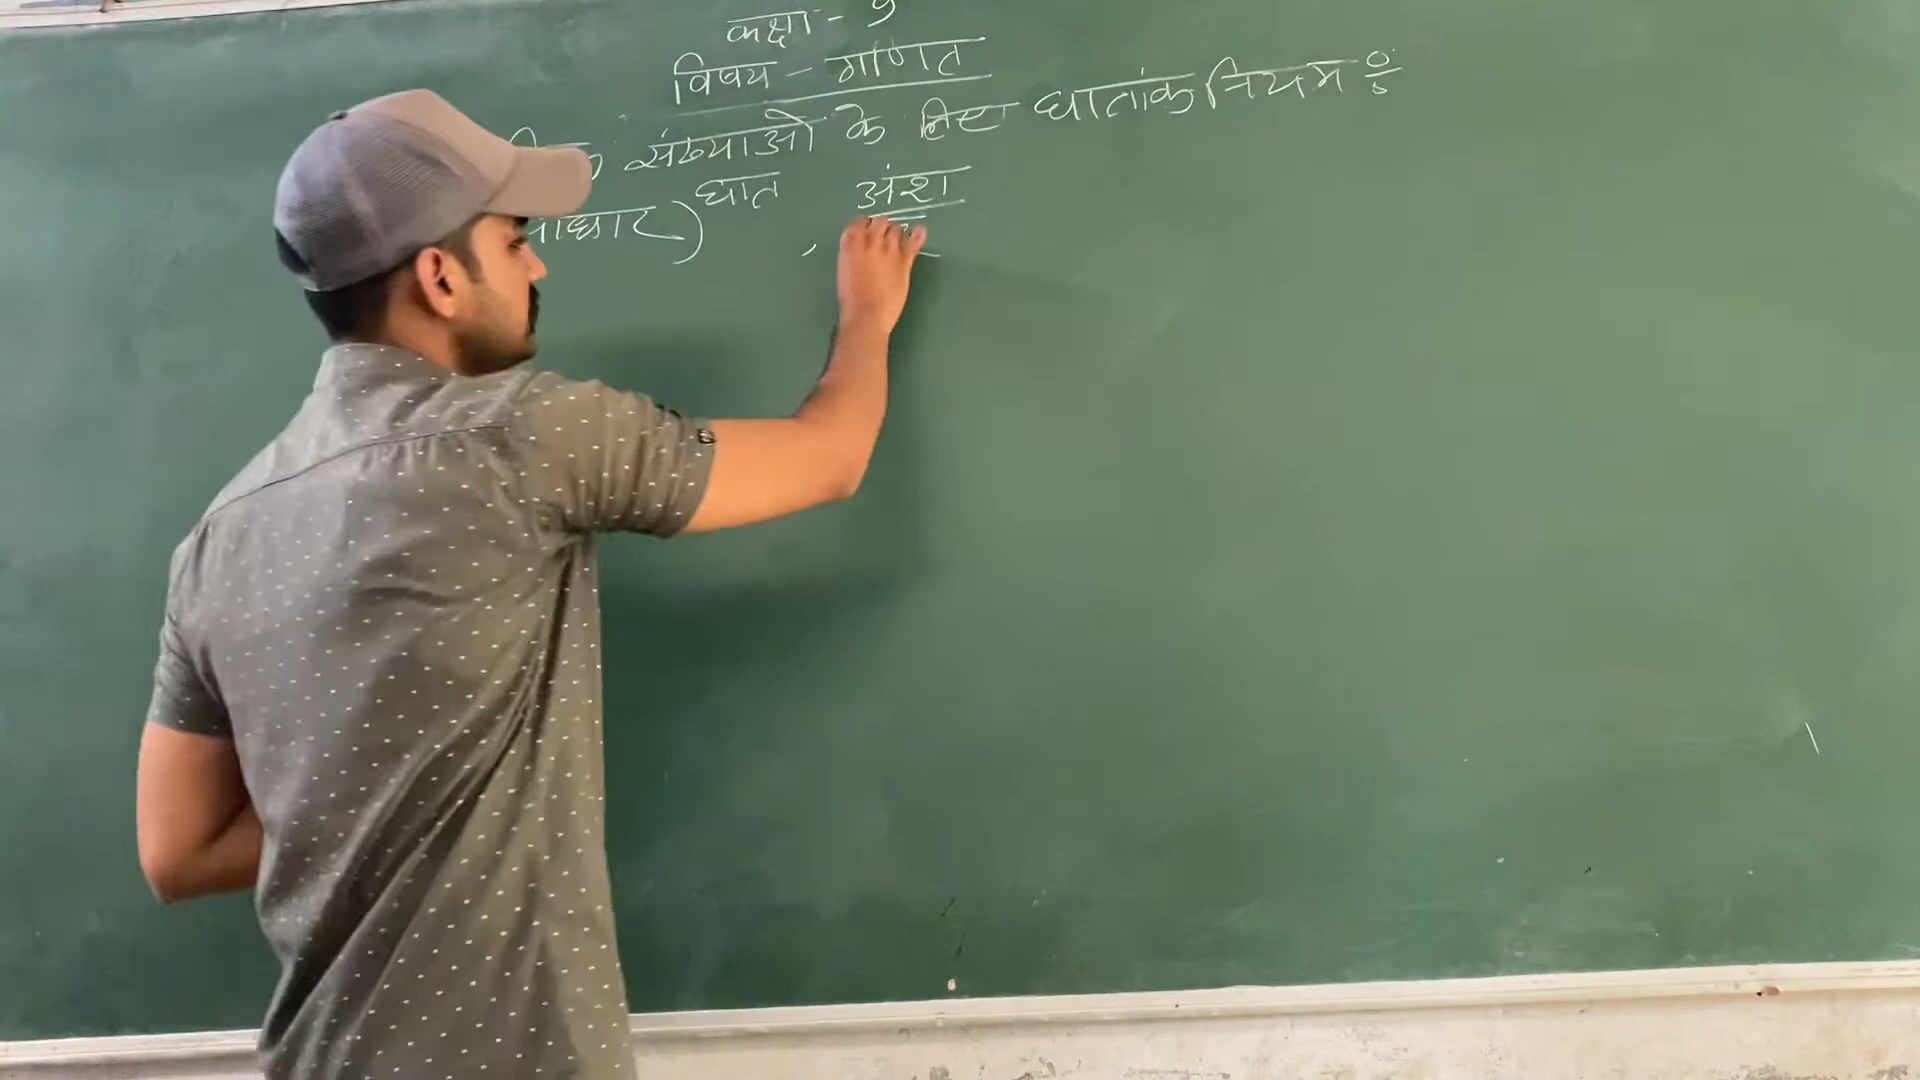 कक्षा - 9
विषय - गणित
संख्याओ के लिए घातांक नियम :-
घात अंश